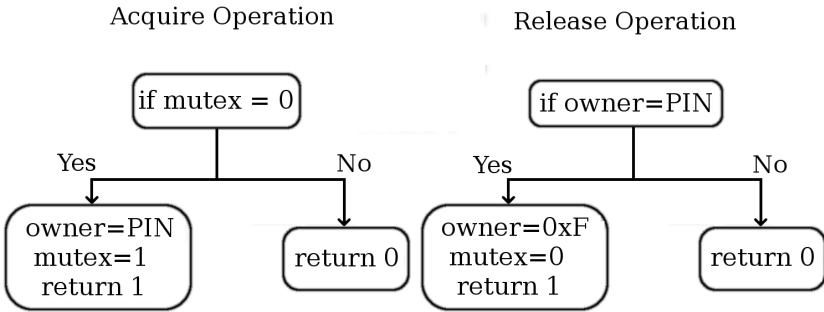 Acquire Operation
if mutex = 0
Yes
No
owner=PIN
mutex=1
return 1
return 0
Release Operation
if owner=PIN
Yes
No
owner=0xF
mutex=0
return 1
return 0